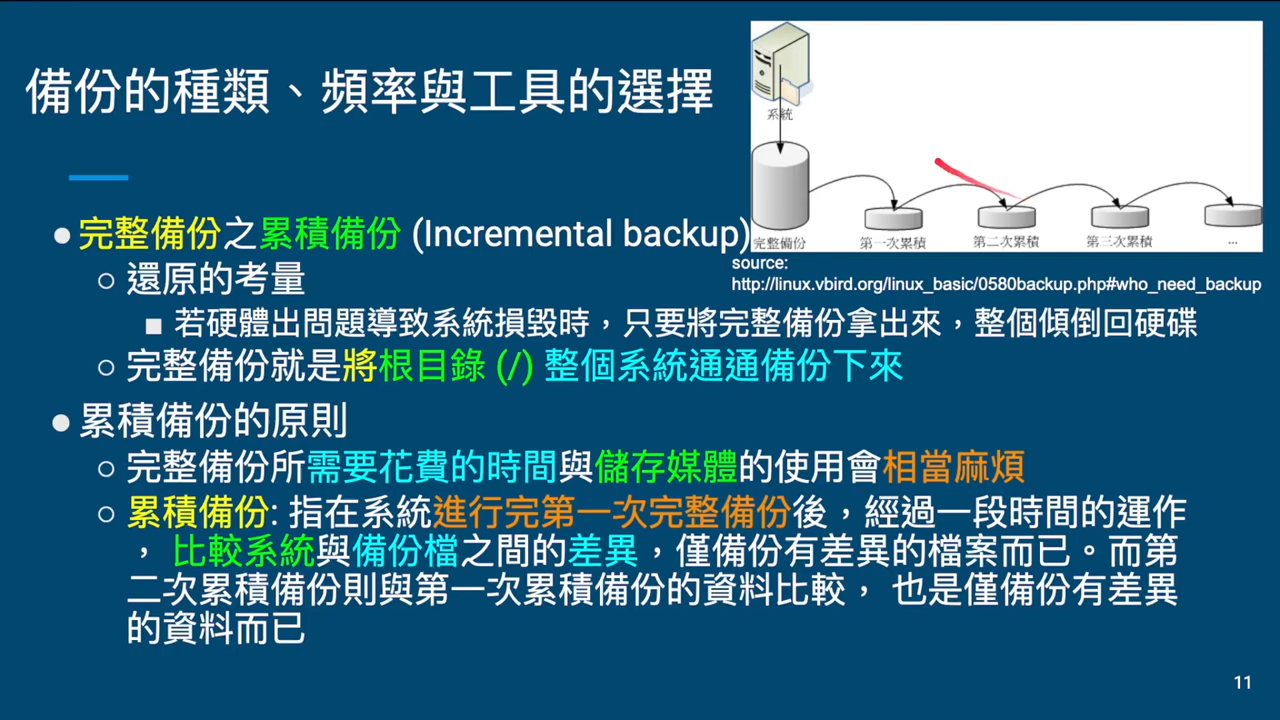 備份的種類、頻率與工具的選擇
系統
完整備份
第一次累積
第二次累積
第三次累積
...
source:
http://linux.vbird.org/linux_basic/0580backup.php#who_need_backup
●完整備份之累積備份 (Incremental backup)
○ 還原的考量
■ 若硬體出問題導致系統損毀時，只要將完整備份拿出來，整個傾倒回硬碟
○ 完整備份就是將根目錄 (/) 整個系統通通備份下來
● 累積備份的原則
○ 完整備份所需要花費的時間與儲存媒體的使用會相當麻煩
○ 累積備份: 指在系統進行完第一次完整備份後，經過一段時間的運作
， 比較系統與備份檔之間的差異，僅備份有差異的檔案而已。而第
二次累積備份則與第一次累積備份的資料比較， 也是僅備份有差異
的資料而已
11